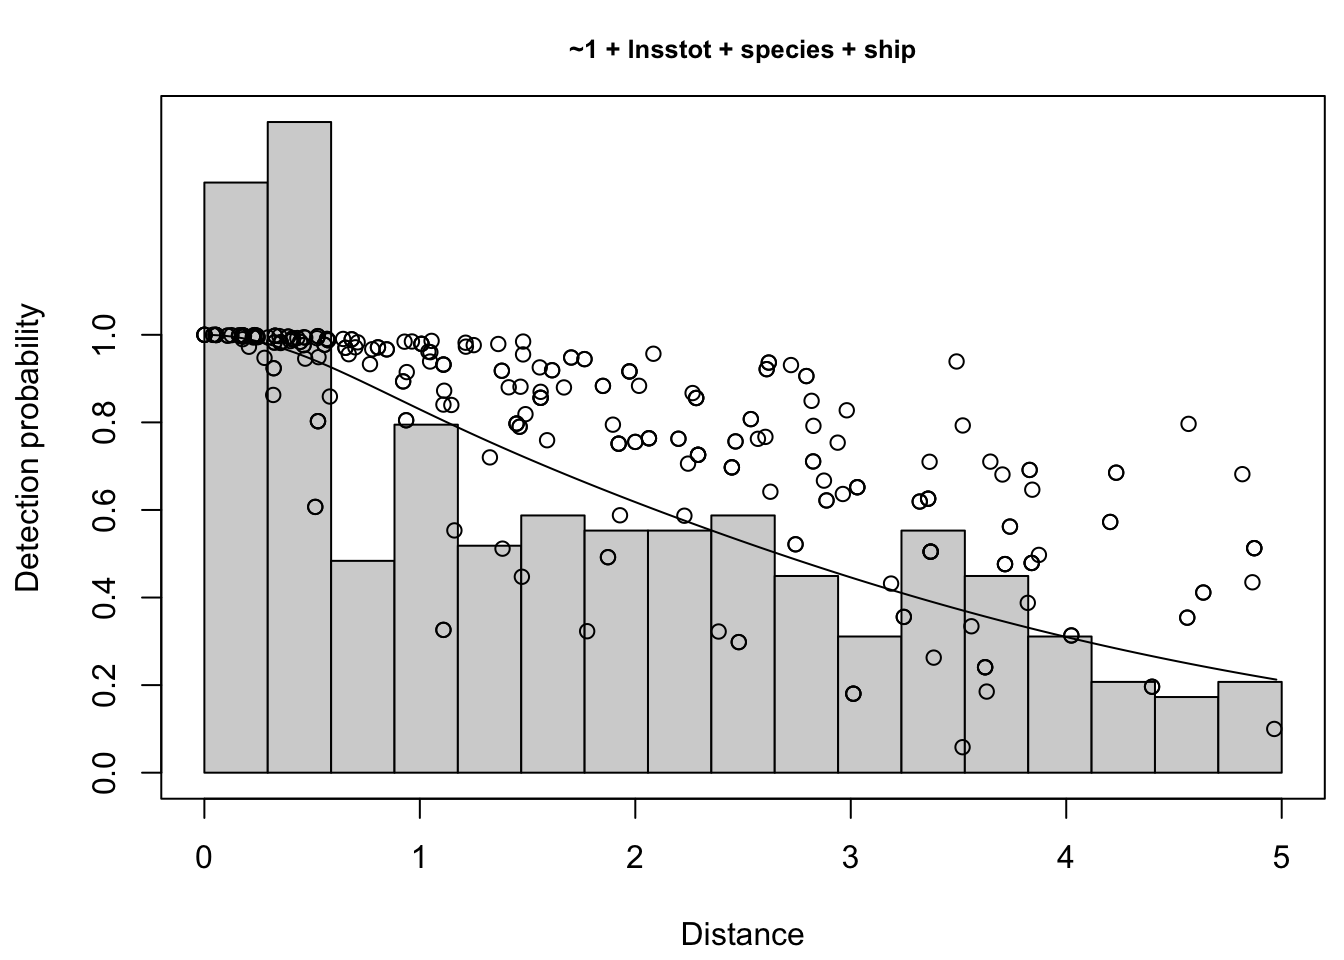 ~1 + lnsstot + species + ship
Detection probability
1.0
0.8
0.6
0.4
0.2
0.0
0 1 2 3 4 5
Distance